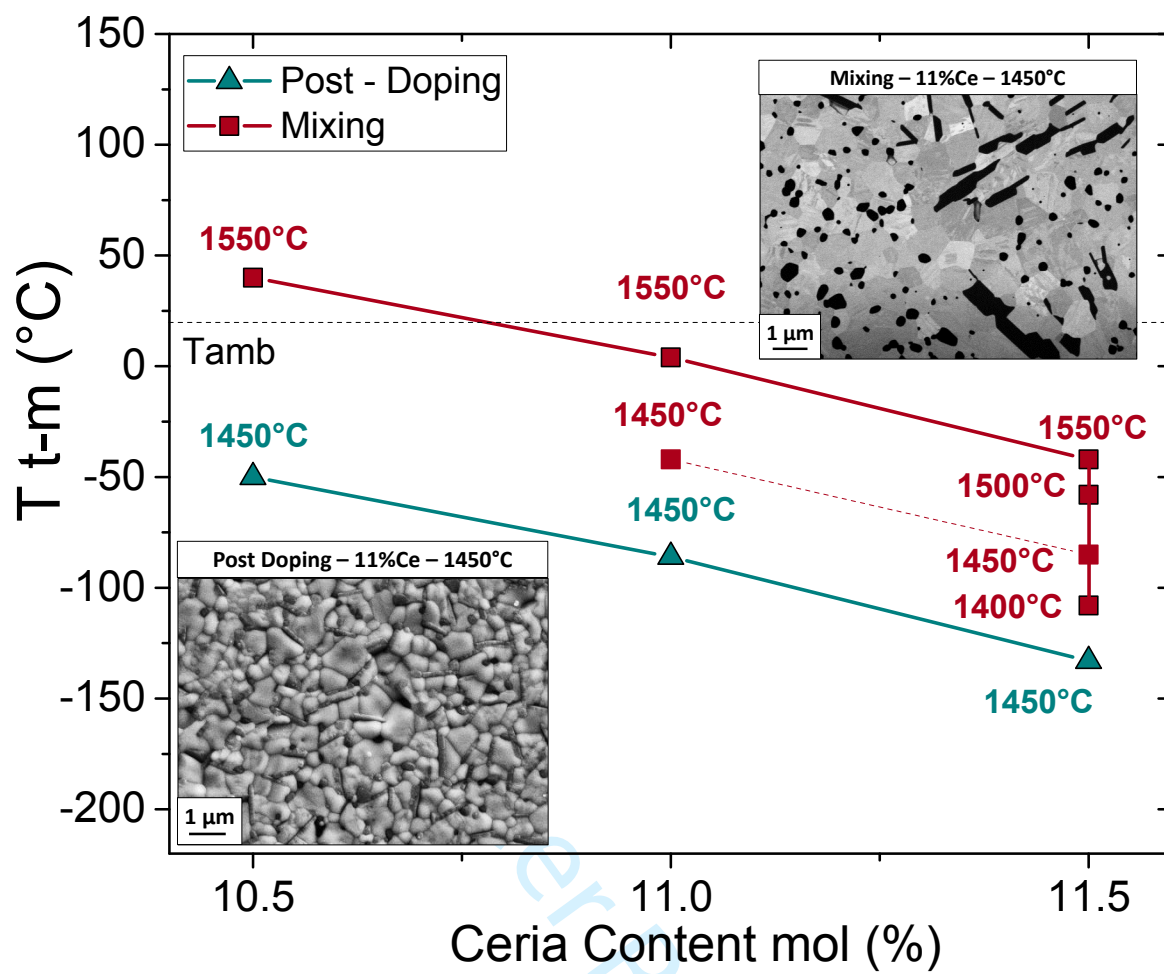 150
100
50
0
-50
-100
-150
-200
T t-m (°C)
Post - Doping
Mixing
Mixing – 11%Ce – 1450°C
1 µm
1550°C
1550°C
Tamb
1450°C
1450°C
1550°C
1500°C
1450°C
1450°C
1400°C
1450°C
Post Doping – 11%Ce – 1450°C
1 µm
10.5
11.0
11.5
Ceria Content mol (%)